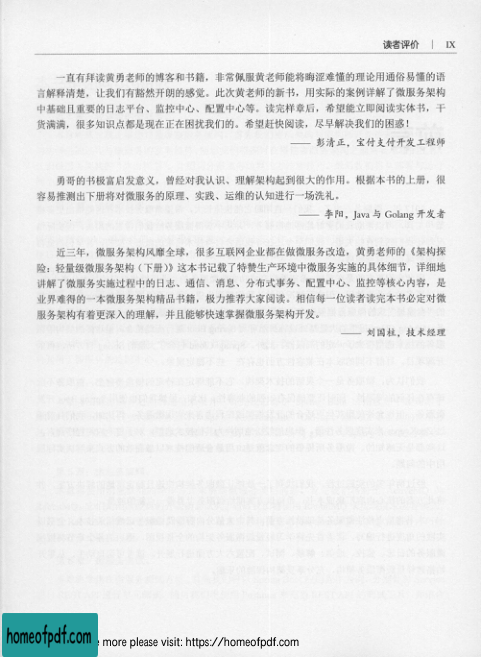 读者评价 | IX
一直有拜读黄勇老师的博客和书籍，非常佩服黄老师能将晦涩难懂的理论用通俗易懂的语
言解释清楚，让我们有豁然开朗的感觉。此次黄老师的新书，用实际的案例详解了微服务架构
中基础且重要的日志平台、监控中心、配置中心等。读完样章后，希望能立即阅读实体书，干
货满满，很多知识点都是现在正在困扰我们的。希望赶快阅读，尽早解决我们的困惑！
—— 彭清正，宝付支付开发工程师
勇哥的书极富启发意义，曾经对我认识、理解架构起到很大的作用。根据本书的上册，很
容易推测出下册将对微服务的原理、实践、运维的认知进行一场洗礼。
—— 李阳，Java 与 Golang 开发者
近三年，微服务架构风靡全球，很多互联网企业都在做微服务改造，黄勇老师的《架构探
险：轻量级微服务架构（下册）》这本书记载了特赞生产环境中微服务实施的具体细节，详细地
讲解了微服务实施过程中的日志、通信、消息、分布式事务、配置中心、监控等核心内容，是
业界难得的一本微服务架构精品书籍，极力推荐大家阅读。相信每一位读者读完本书必定对微
服务架构有着更深入的理解，并且能够快速掌握微服务架构开发。
—— 刘国柱，技术经理
homeofpdf.com
e more please visit: https://homeofpdf.com